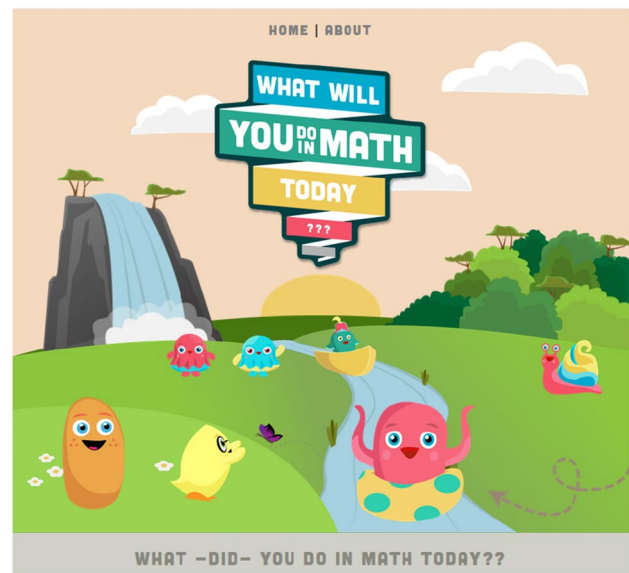 HOME | ABOUT
WHAT WILL
YOU DO IN MATH
TODAY
???
WHAT –DID– YOU DO IN MATH TODAY??